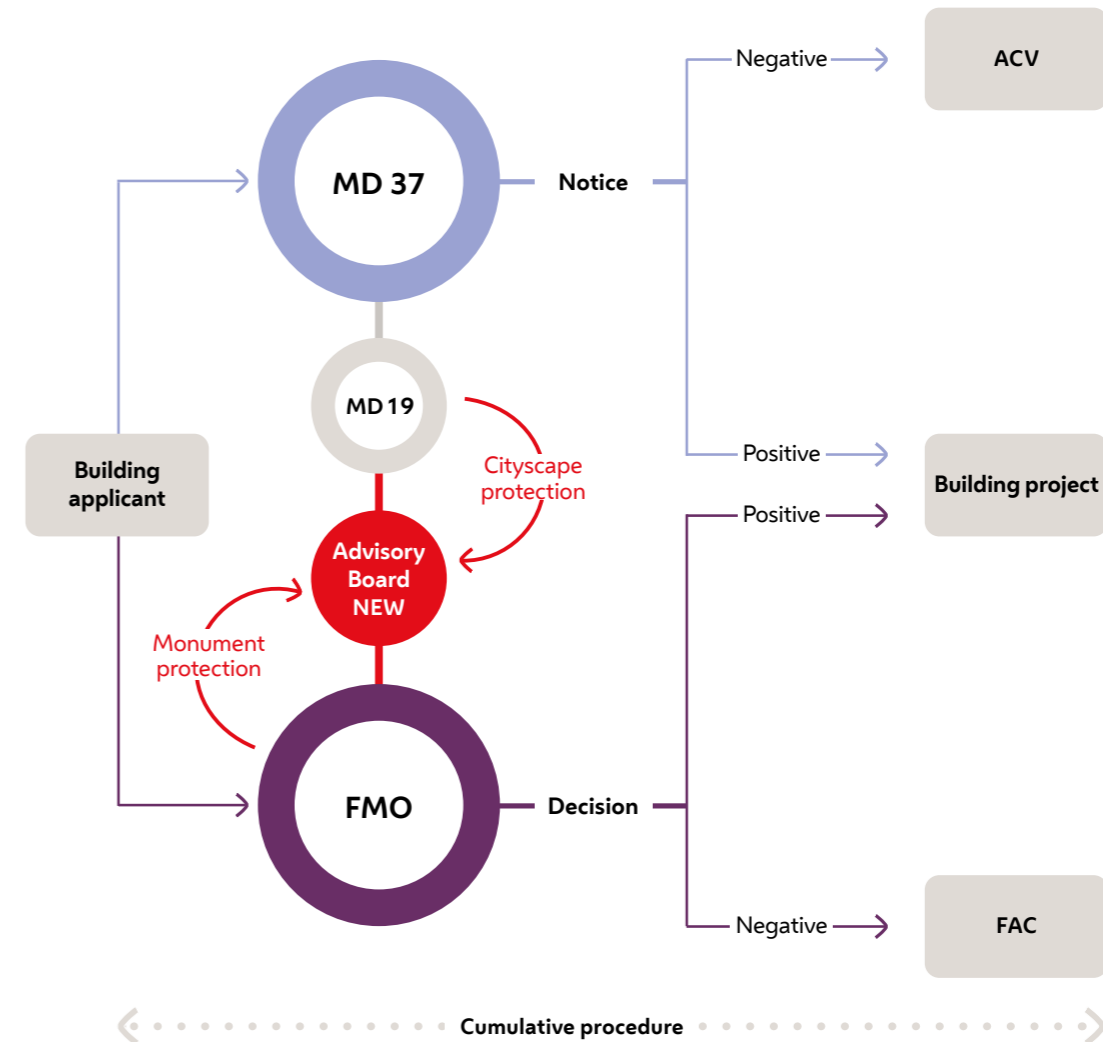 Negative
ACV
MD 37
Notice
MD 19
Cityscape
protection
Building
applicant
Positive
Building project
Positive
Advisory
Board
NEW
Monument
protection
FMO
Decision
Negative
FAC
Cumulative procedure